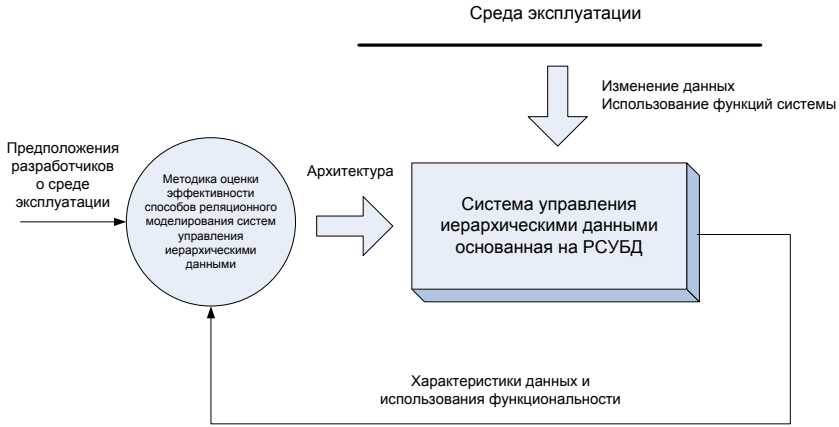 Среда эксплуатации
Изменение данных
Использование функций системы
Предположения
разработчиков
о среде
эксплуатации
Методика оценки
эффективности
способов реляционного
моделирования систем
управления
иерархическими
данными
Архитектура
Система управления
иерархическими данными
основанная на РСУБД
Характеристики данных и
использования функциональности